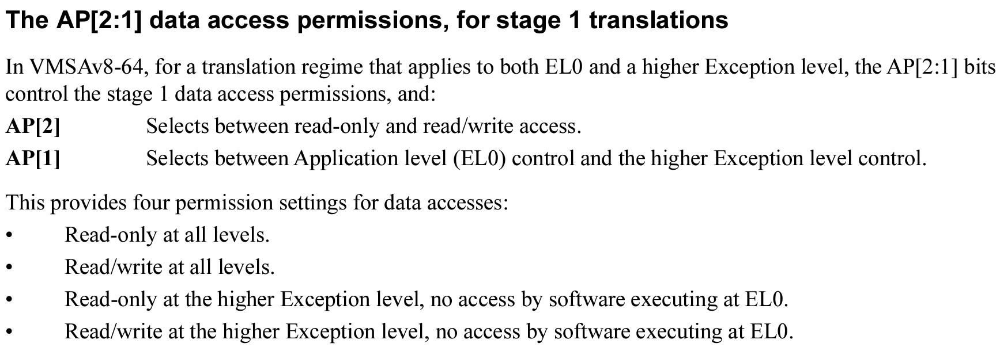 The AP[2:1] data access permissions, for stage 1 translations
In VMSAv8-64, for a translation regime that applies to both EL0 and a higher Exception level, the AP[2:1] bits
control the stage 1 data access permissions, and:
AP[2] Selects between read-only and read/write access.
AP[1] Selects between Application level (EL0) control and the higher Exception level control.
This provides four permission settings for data accesses:
• Read-only at all levels.
• Read/write at all levels.
• Read-only at the higher Exception level, no access by software executing at EL0.
• Read/write at the higher Exception level, no access by software executing at EL0.